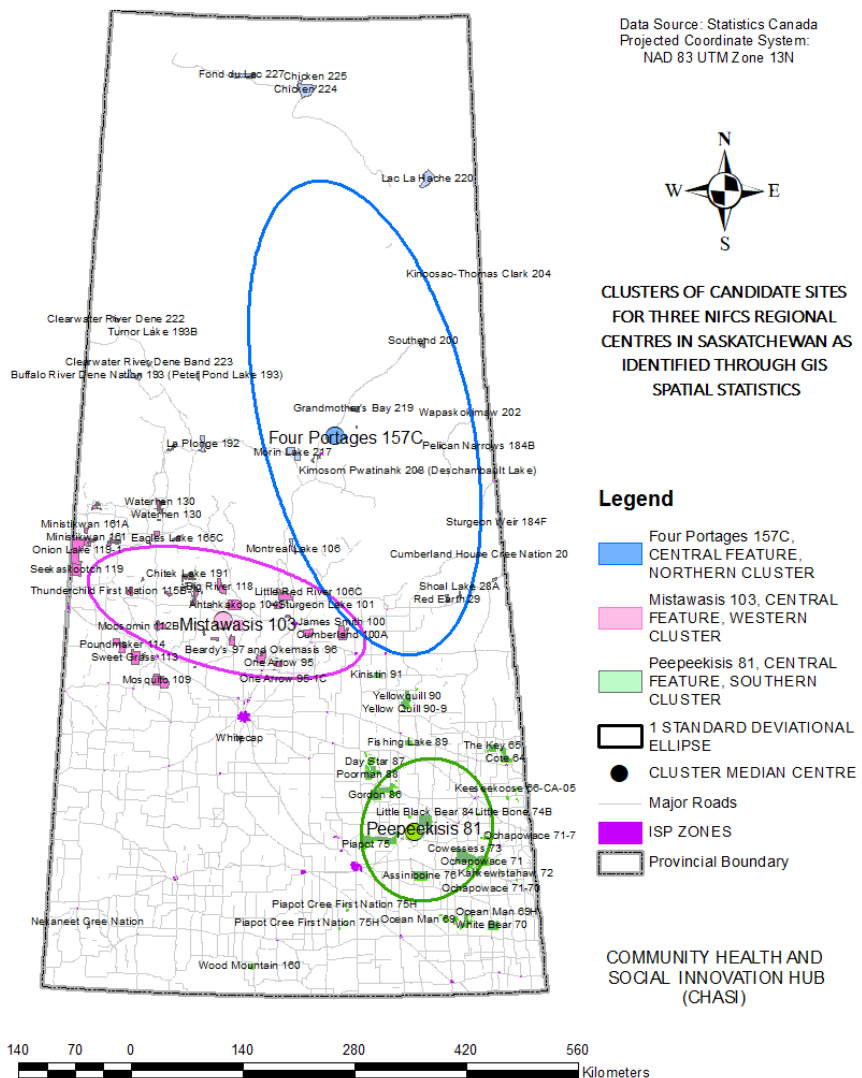 Data Source: Statistics Canada
Projected Coordinate System:
NAD 83 UTM Zone 13N
N
W
E
S
CLUSTERS OF CANDIDATE SITES
FOR THREE NIFCS REGIONAL
CENTRES IN SASKATCHEWAN AS
IDENTIFIED THROUGH GIS
SPATIAL STATISTICS
Fond du Lac 227
Chicken 225
Chicken 224
Lac La Hache 220
Kinoosao-Thomas Clark 204
Clearwater River Dene 222
Turnor Lake 193B
Southend 200
Clearwater River Dene Band 223
Buffalo River Dene Nation 193 (Peter Pond Lake 193)
Grandmother's Bay 219
Wapaskokimaw 202
Four Portages 157C
La Plonge 192
Morin Lake 217
Pelican Narrows 184B
Kimosom Pwatinahk 203 (Deschambault Lake)
Waterhen 130
Waterhen 130
Ministikwan 161A
Ministikwan 161
Eagles Lake 165C
Onion Lake 119-1
Sturgeon Weir 184F
Montreal Lake 106
Cumberland House Cree Nation 20
Seekaskootch 119
Chitek Lake 191
Big River 118
Thunderchild First Nation 115B
Little Red River 106C
Shoal Lake 28A
Red Earth 29
Ahtahkakoop 104
Sturgeon Lake 101
Moosomin 112B
Mistawasis 103
James Smith 100
Cumberland 100A
Poundmaker 114
Sweet Grass 113
Beardy's 97 and Okemasis 96
One Arrow 95
Mosquito 109
One Arrow 95-1C
Kinistin 91
Yellowquill 90
Yellow Quill 90-9
Whitecap
Fishing Lake 89
The Key 65
Cote 64
Day Star 87
Poorman 88
Gordon 86
Keeseekoose 66-CA-05
Little Black Bear 84
Little Bone 74B
Peepeekisis 81
Ochapowace 71-7
Piapot 75
Cowessess 73
Ochapowace 71
Assiniboine 76
Kahkewistahaw 72
Ochapowace 71-70
Piapot Cree First Nation 75H
Piapot Cree First Nation 75H
Nekaneet Cree Nation
Ocean Man 69
Ocean Man 69H
White Bear 70
Wood Mountain 160
Legend
Four Portages 157C,
CENTRAL FEATURE,
NORTHERN CLUSTER
Mistawasis 103, CENTRAL
FEATURE, WESTERN
CLUSTER
Peepeekisis 81, CENTRAL
FEATURE, SOUTHERN
CLUSTER
1 STANDARD DEVIATIONAL
ELLIPSE
CLUSTER MEDIAN CENTRE
Major Roads
ISP ZONES
Provincial Boundary
COMMUNITY HEALTH AND
SOCIAL INNOVATION HUB
(CHASI)
140 70 0 140 280 420 560
Kilometers